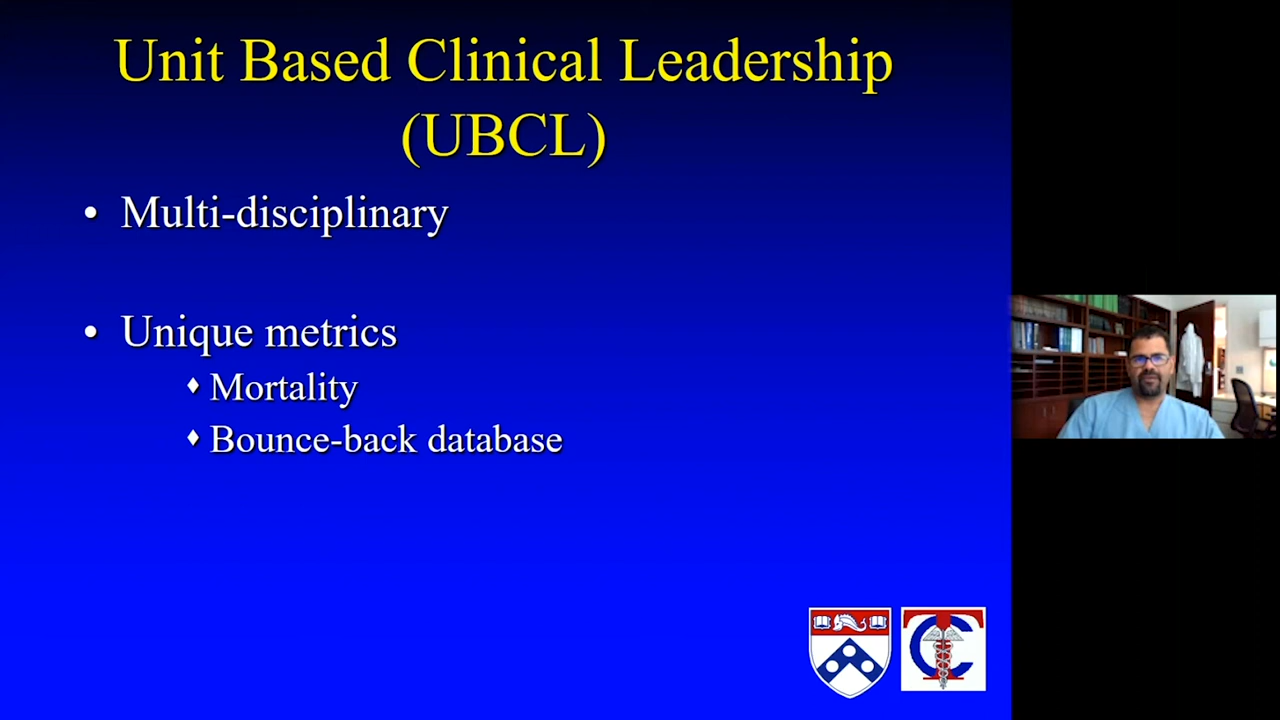 Unit Based Clinical Leadership
(UBCL)
• Multi-disciplinary
• Unique metrics
♦ Mortality
♦ Bounce-back database